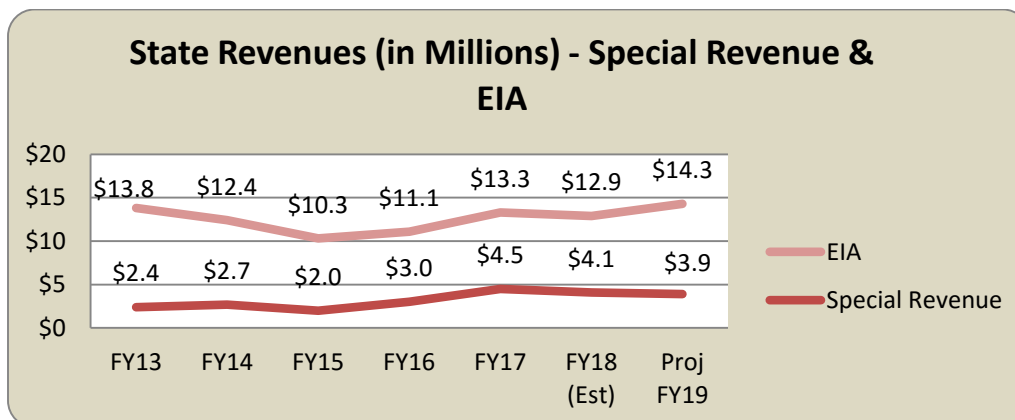 State Revenues (in Millions) - Special Revenue &
EIA
$20
$15
$10
$5
$0
$13.8 $12.4 $10.3 $11.1 $13.3 $12.9 $14.3
$2.4 $2.7 $2.0 $3.0 $4.5 $4.1 $3.9
FY13 FY14 FY15 FY16 FY17 FY18 Proj
(Est) FY19
EIA
Special Revenue